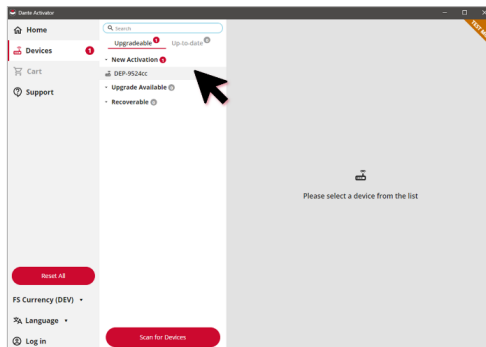 Dante Activator
Home
Devices 1
Cart
Support
Search
Upgradeable 1 Up-to-date 0
New Activation 1
DEP-9524cc
Upgrade Available 0
Recoverable 0
Please select a device from the list
Reset All
FS Currency (DEV)
Language
Log in
Scan for Devices
TEST